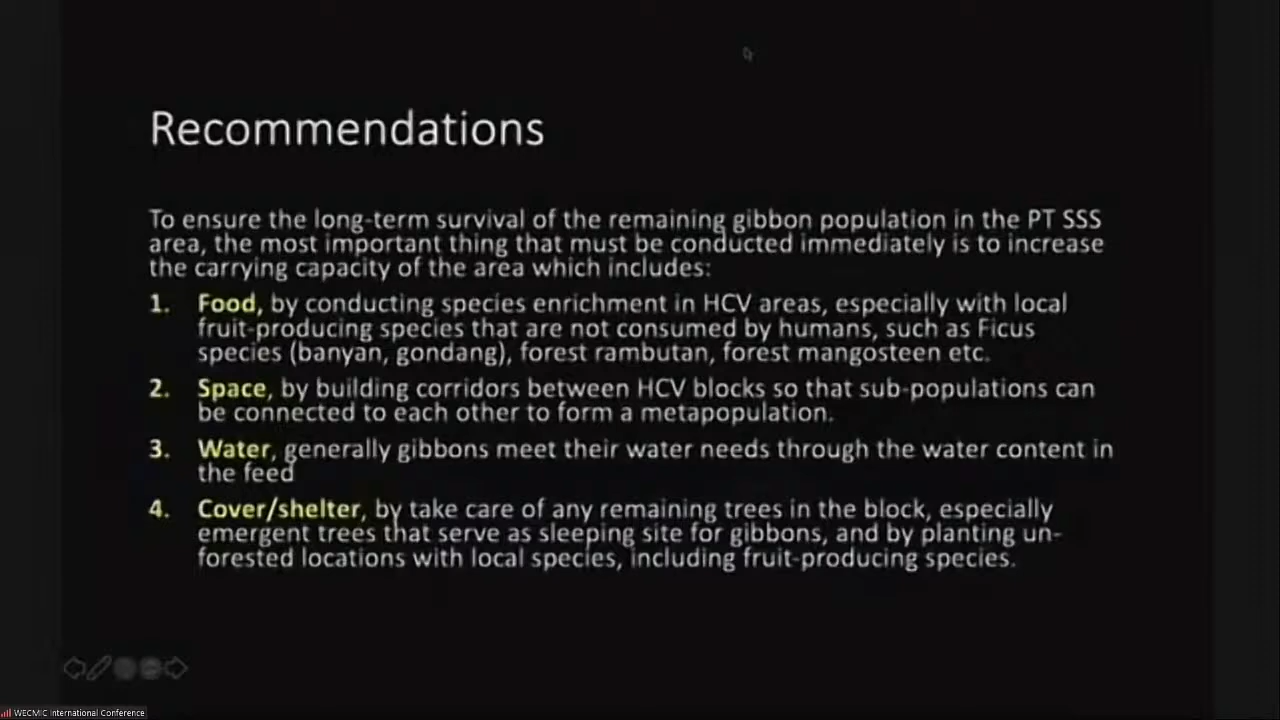 Recommendations
To ensure the long-term survival of the remaining gibbon population in the PT SSS
area, the most important thing that must be conducted immediately is to increase
the carrying capacity of the area which includes:
1. Food, by conducting species enrichment in HCV areas, especially with local
fruit-producing species that are not consumed by humans, such as Ficus
species (banyan, gondang), forest rambutan, forest mangosteen etc.
2. Space, by building corridors between HCV blocks so that sub-populations can
be connected to each other to form a metapopulation.
3. Water, generally gibbons meet their water needs through the water content in
the feed
4. Cover/shelter, by take care of any remaining trees in the block, especially
emergent trees that serve as sleeping site for gibbons, and by planting un-
forested locations with local species, including fruit-producing species.
WECMIC International Conference